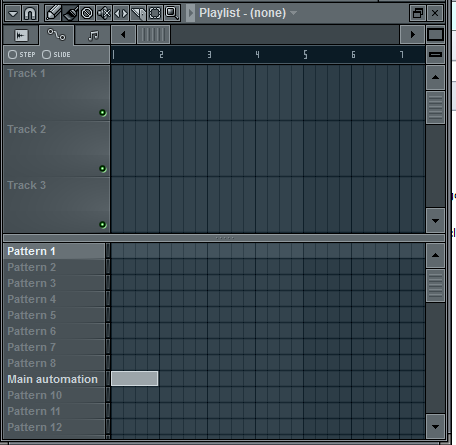 Playlist - (none)
STEP SLIDE
1 2 3 4 5 6 7
Track 1
Track 2
Track 3
Pattern 1
Pattern 2
Pattern 3
Pattern 4
Pattern 5
Pattern 6
Pattern 7
Pattern 8
Main automation
Pattern 10
Pattern 11
Pattern 12